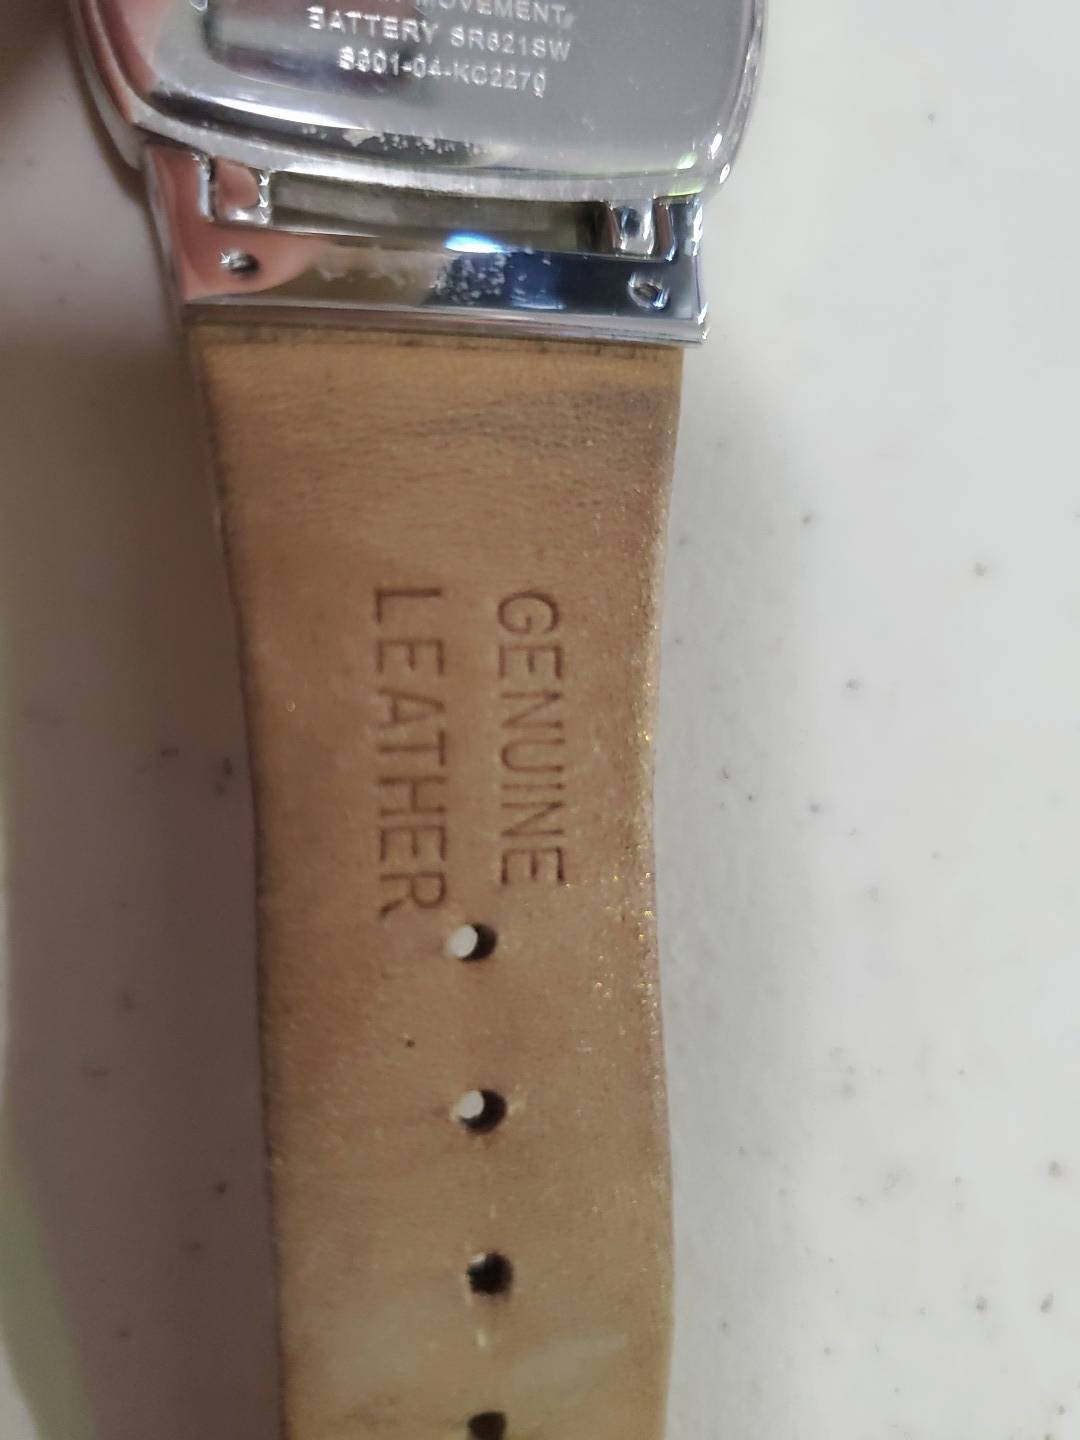 MOVEMENT
BATTERY SR621SW
GENUINE
LEATHER